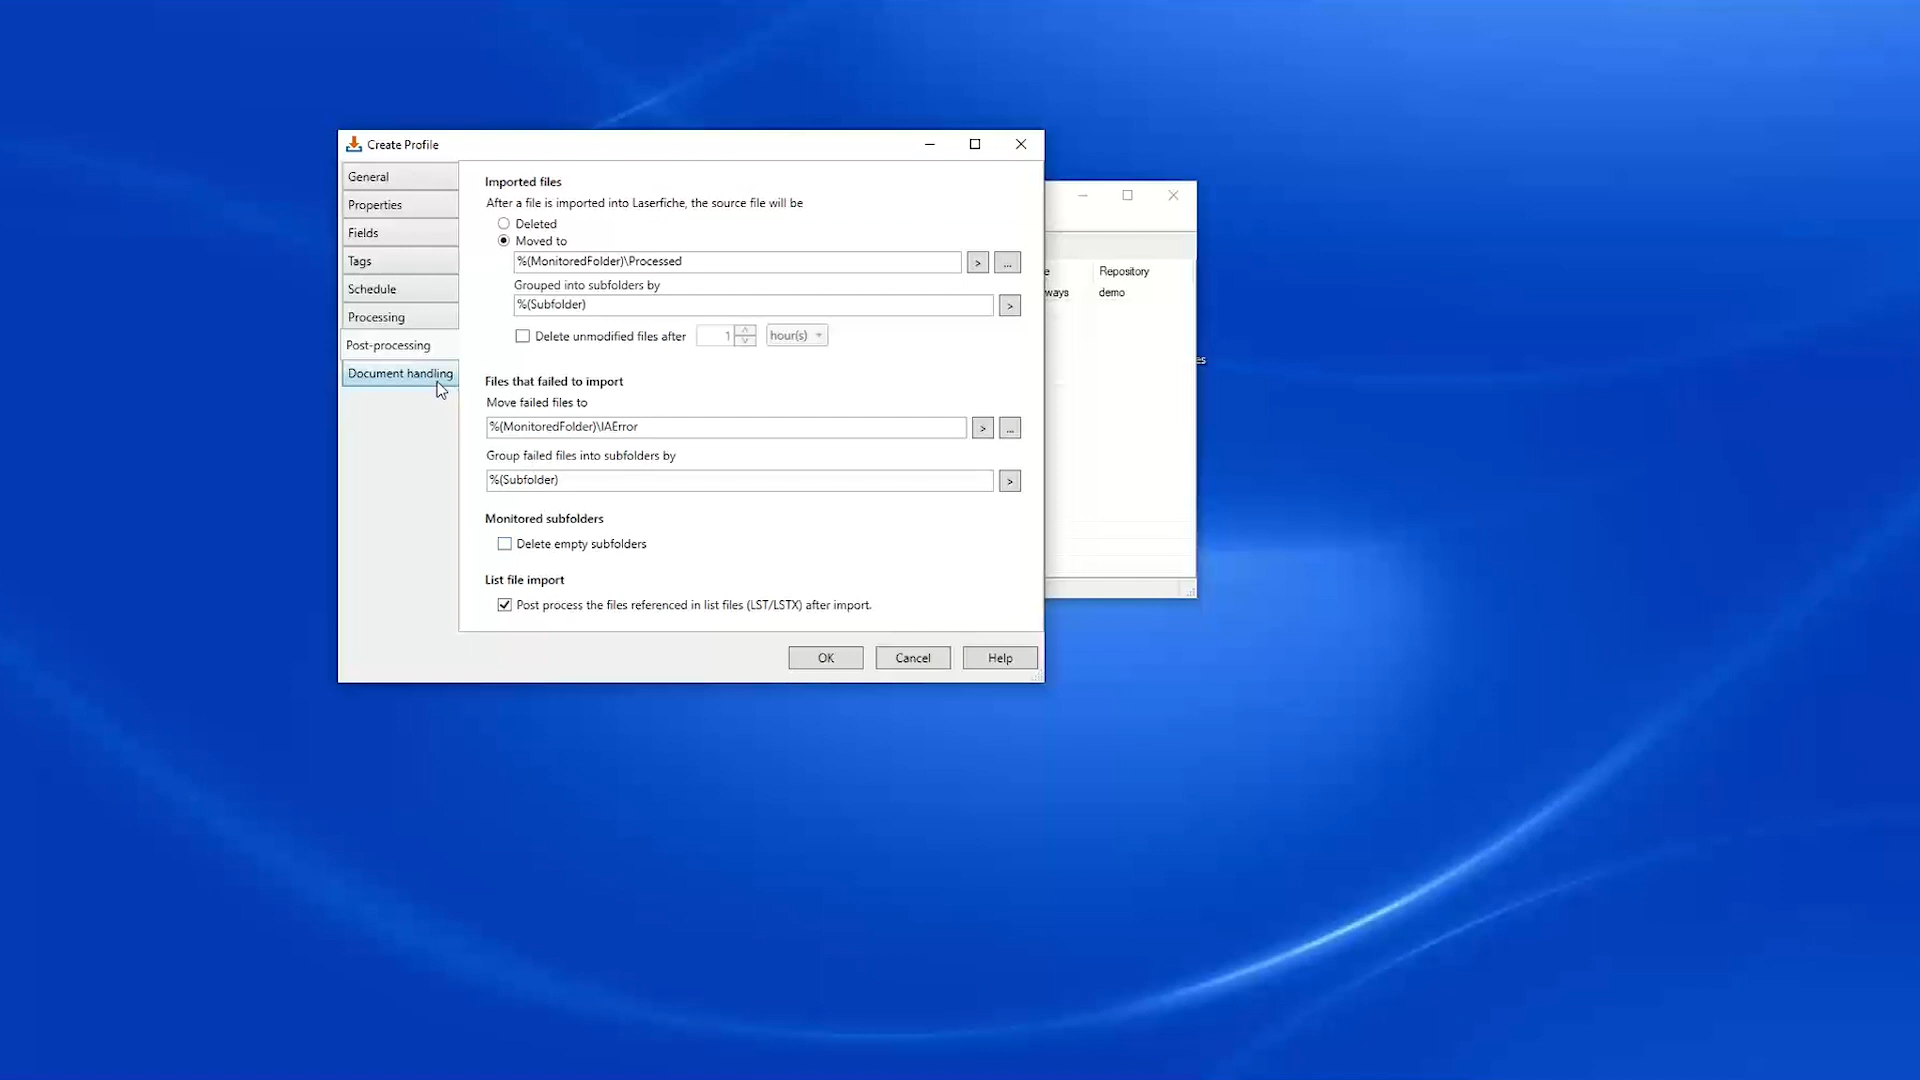 Create Profile
General
Properties
Fields
Tags
Schedule
Processing
Post-processing
Document handling
Imported files
After a file is imported into Laserfiche, the source file will be
Deleted
Moved to
%(MonitoredFolder)\Processed
> ...
Grouped into subfolders by
%(Subfolder)
>
Delete unmodified files after 1 hour(s)
Files that failed to import
Move failed files to
%(MonitoredFolder)\IAError
> ...
Group failed files into subfolders by
%(Subfolder)
>
Monitored subfolders
Delete empty subfolders
List file import
Post process the files referenced in list files (LST/LSTX) after import.
OK Cancel Help
e Repository
ways demo
es